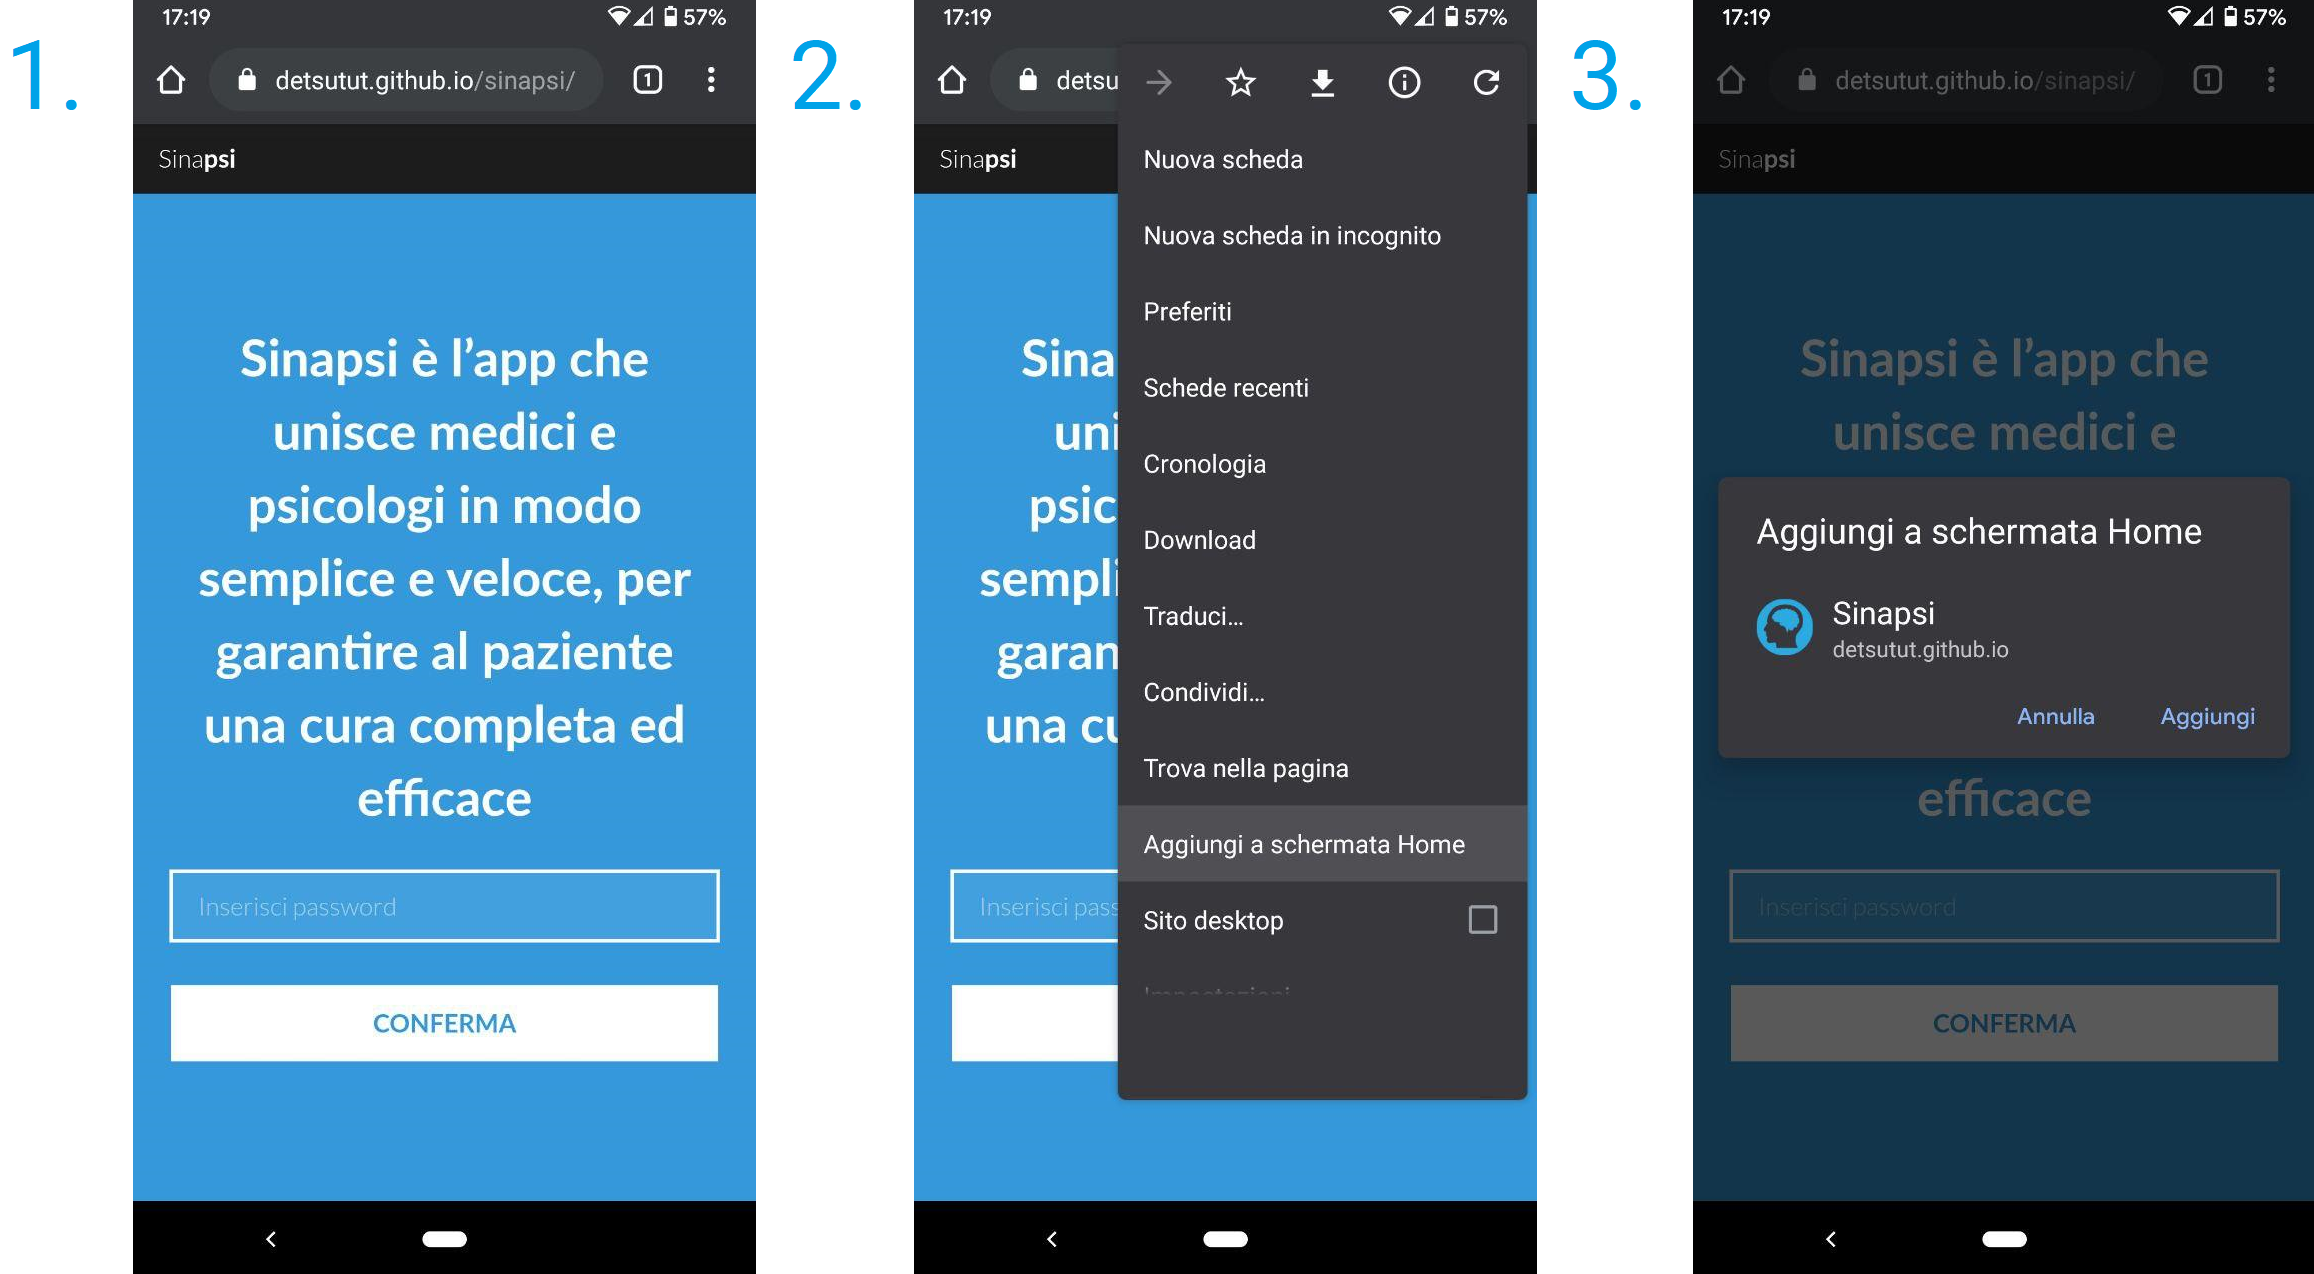 1.
17:19
57%
detsutut.github.io/sinapsi/
1
Sinapsi
Sinapsi è l’app che
unisce medici e
psicologi in modo
semplice e veloce, per
garantire al paziente
una cura completa ed
efficace
Inserisci password
CONFERMA
2.
17:19
57%
detsu
Sinapsi
Sina
uni
psic
sempli
garan
una cu
Inserisci pass
Nuova scheda
Nuova scheda in incognito
Preferiti
Schede recenti
Cronologia
Download
Traduci…
Condividi…
Trova nella pagina
Aggiungi a schermata Home
Sito desktop
3.
17:19
57%
detsutut.github.io/sinapsi/
1
Sinapsi
Sinapsi è l’app che
unisce medici e
Aggiungi a schermata Home
Sinapsi
detsutut.github.io
Annulla
Aggiungi
efficace
Inserisci password
CONFERMA